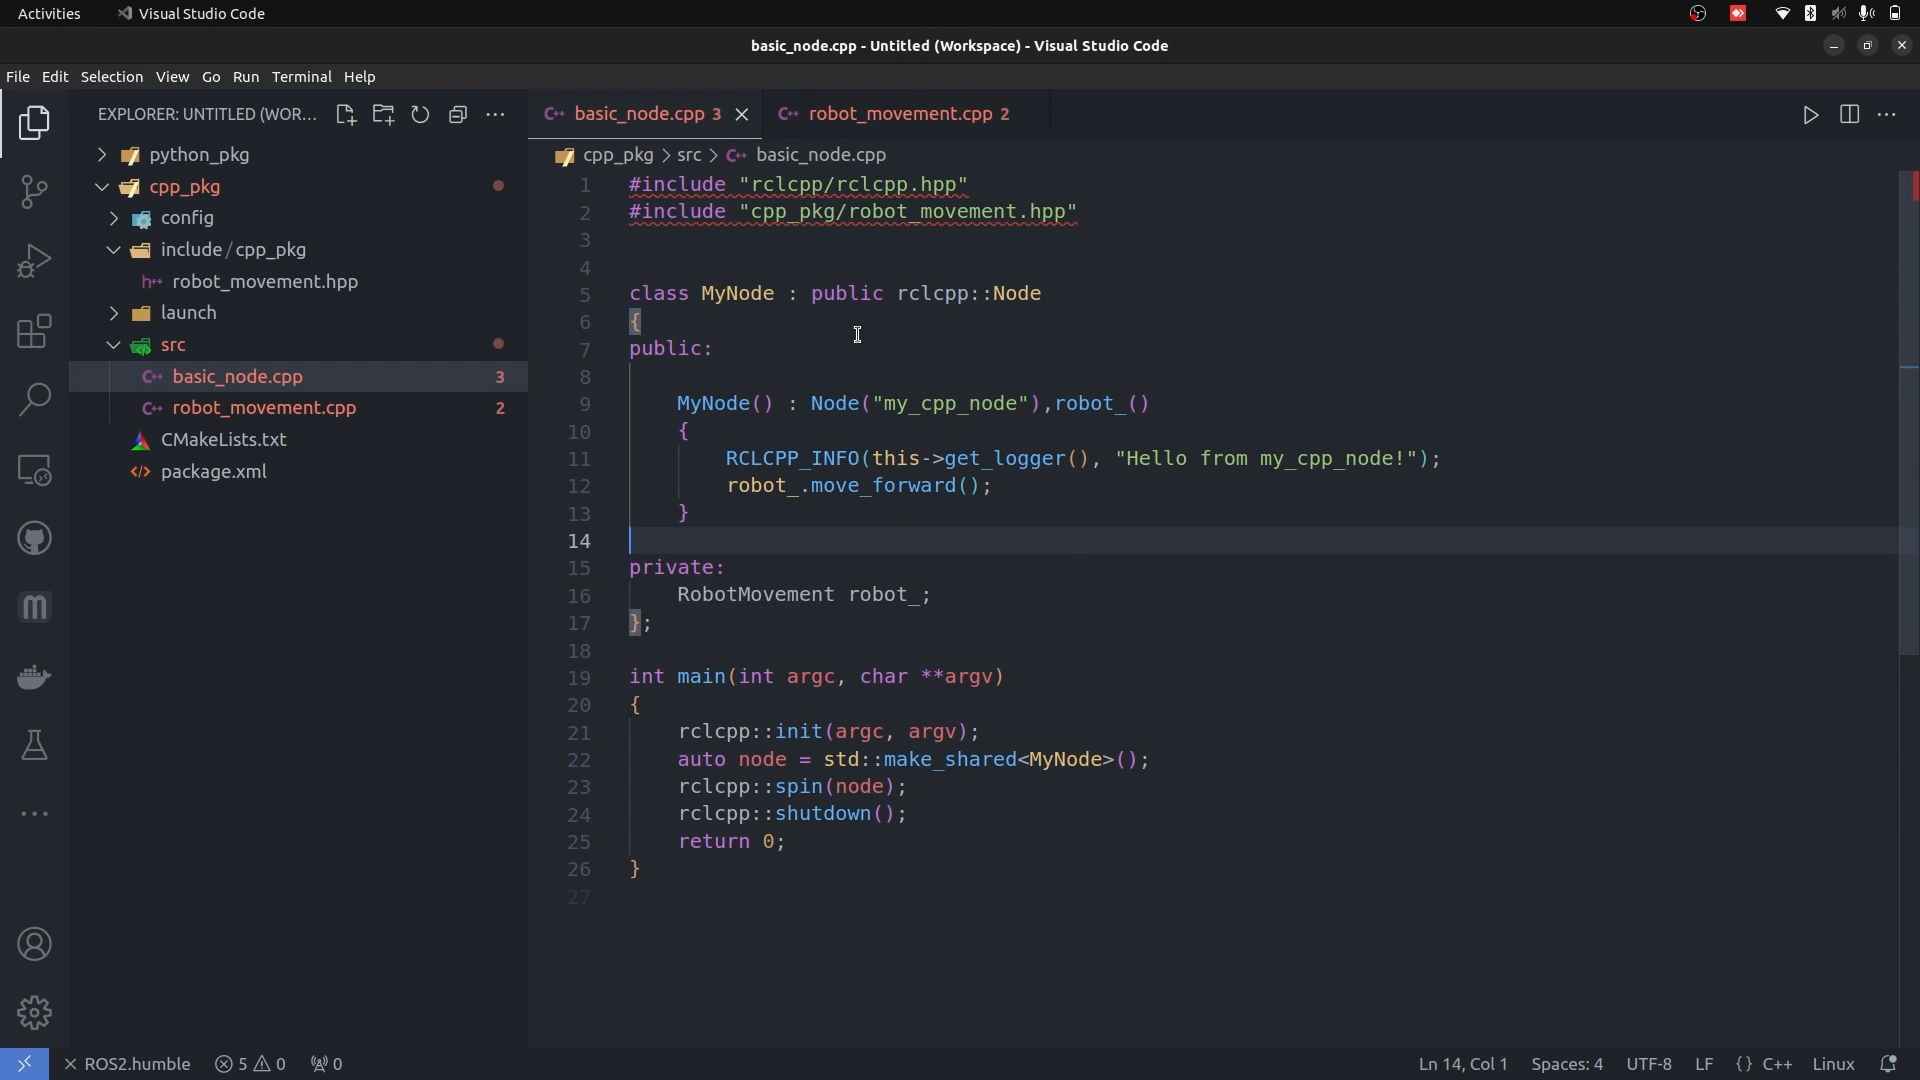 Activities
Visual Studio Code
basic_node.cpp - Untitled (Workspace) - Visual Studio Code
File Edit Selection View Go Run Terminal Help
EXPLORER: UNTITLED (WOR...
python_pkg
cpp_pkg
config
include/cpp_pkg
robot_movement.hpp
launch
src
basic_node.cpp 3
robot_movement.cpp 2
CMakeLists.txt
package.xml
basic_node.cpp 3
robot_movement.cpp 2
cpp_pkg > src > basic_node.cpp
1 #include "rclcpp/rclcpp.hpp"
2 #include "cpp_pkg/robot_movement.hpp"
3
4
5 class MyNode : public rclcpp::Node
6 {
7 public:
8
9 MyNode() : Node("my_cpp_node"),robot_()
10 {
11 RCLCPP_INFO(this->get_logger(), "Hello from my_cpp_node!");
12 robot_.move_forward();
13 }
14
15 private:
16 RobotMovement robot_;
17 };
18
19 int main(int argc, char **argv)
20 {
21 rclcpp::init(argc, argv);
22 auto node = std::make_shared<MyNode>();
23 rclcpp::spin(node);
24 rclcpp::shutdown();
25 return 0;
26 }
27
ROS2.humble 5 0 0
Ln 14, Col 1 Spaces: 4 UTF-8 LF {} C++ Linux